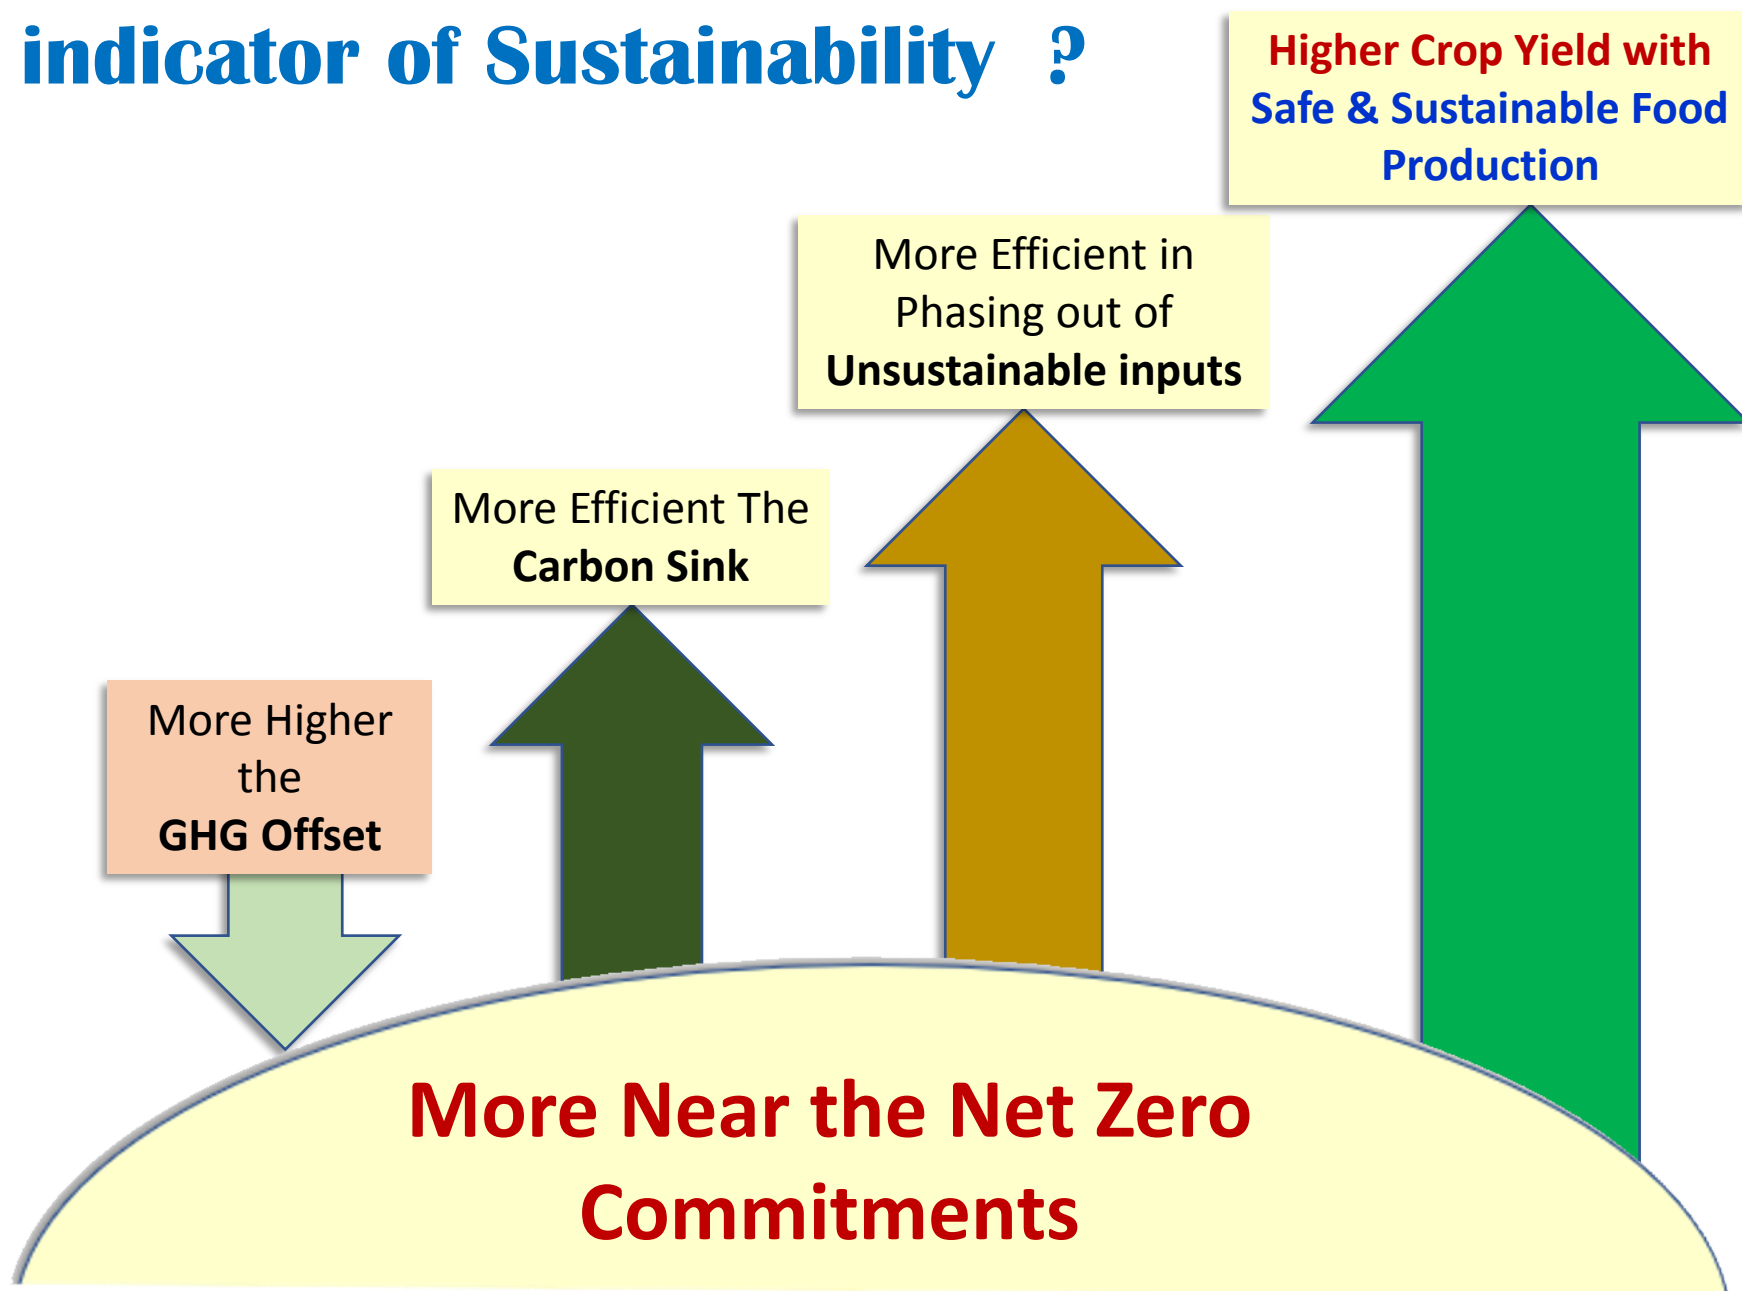 indicator of Sustainability ?
Higher Crop Yield with
Safe & Sustainable Food
Production
More Efficient in
Phasing out of
Unsustainable inputs
More Efficient The
Carbon Sink
More Higher
the
GHG Offset
More Near the Net Zero
Commitments